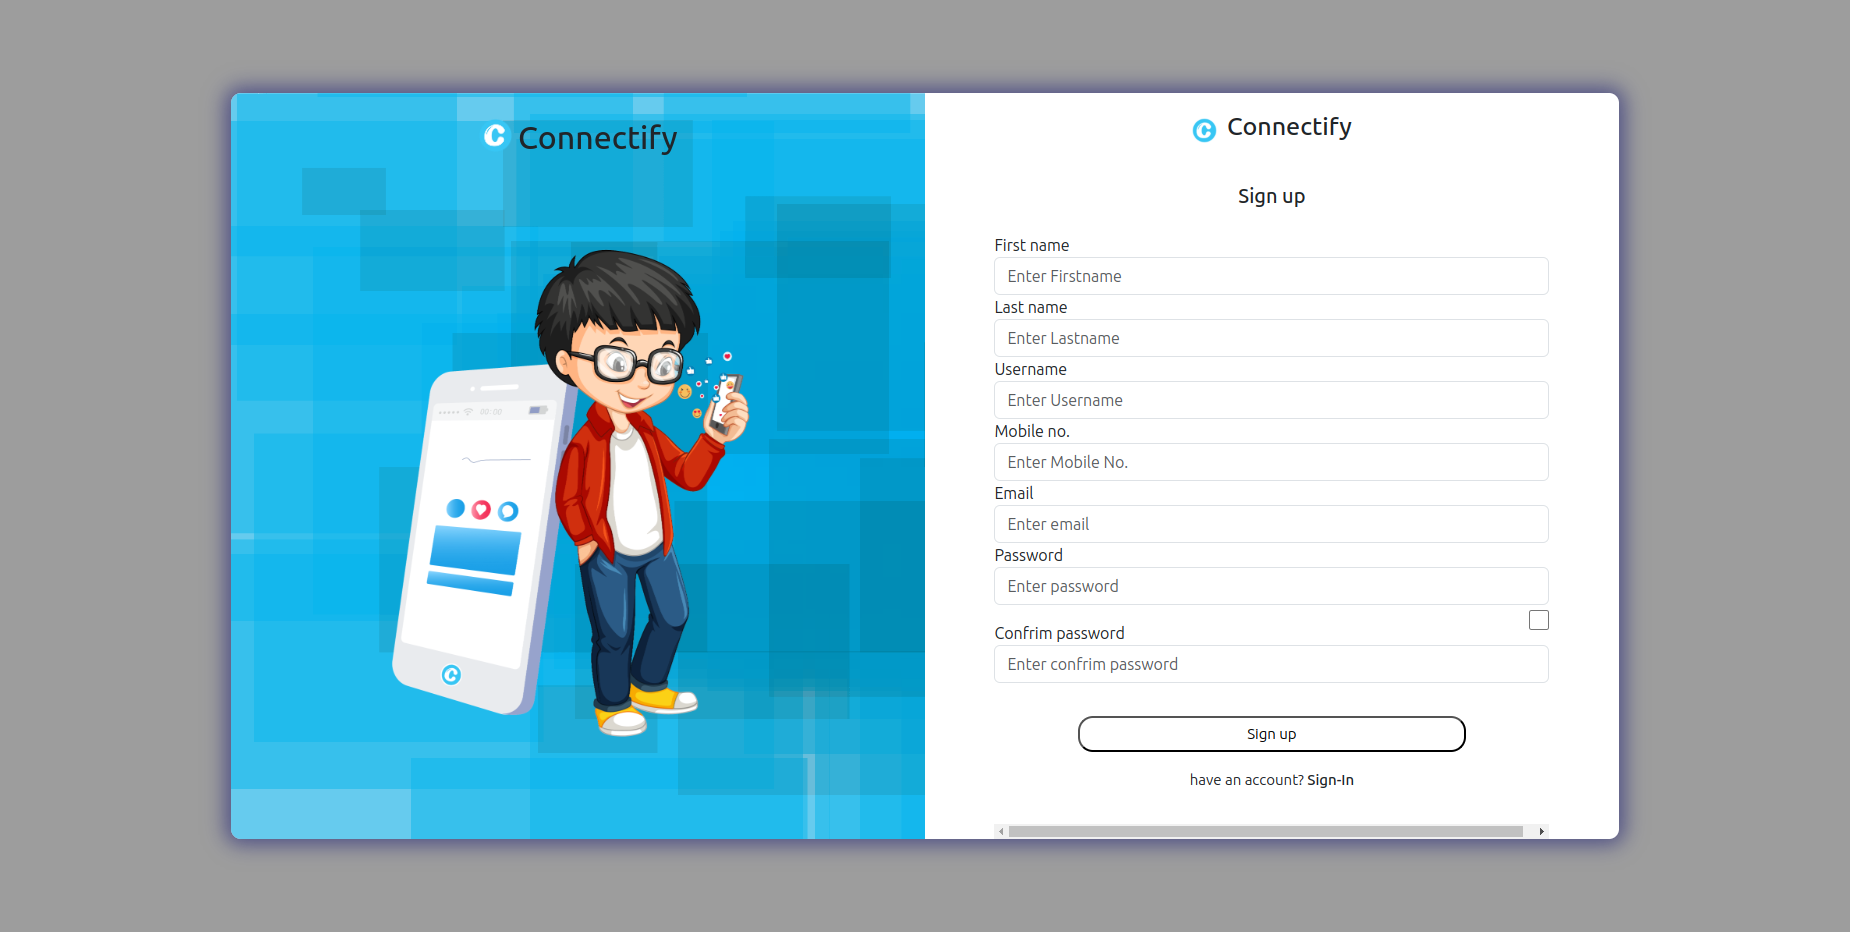 Connectify
00:00
Connectify
Sign up
First name
Enter Firstname
Last name
Enter Lastname
Username
Enter Username
Mobile no.
Enter Mobile No.
Email
Enter email
Password
Enter password
Confrim password
Enter confrim password
Sign up
have an account? Sign-In